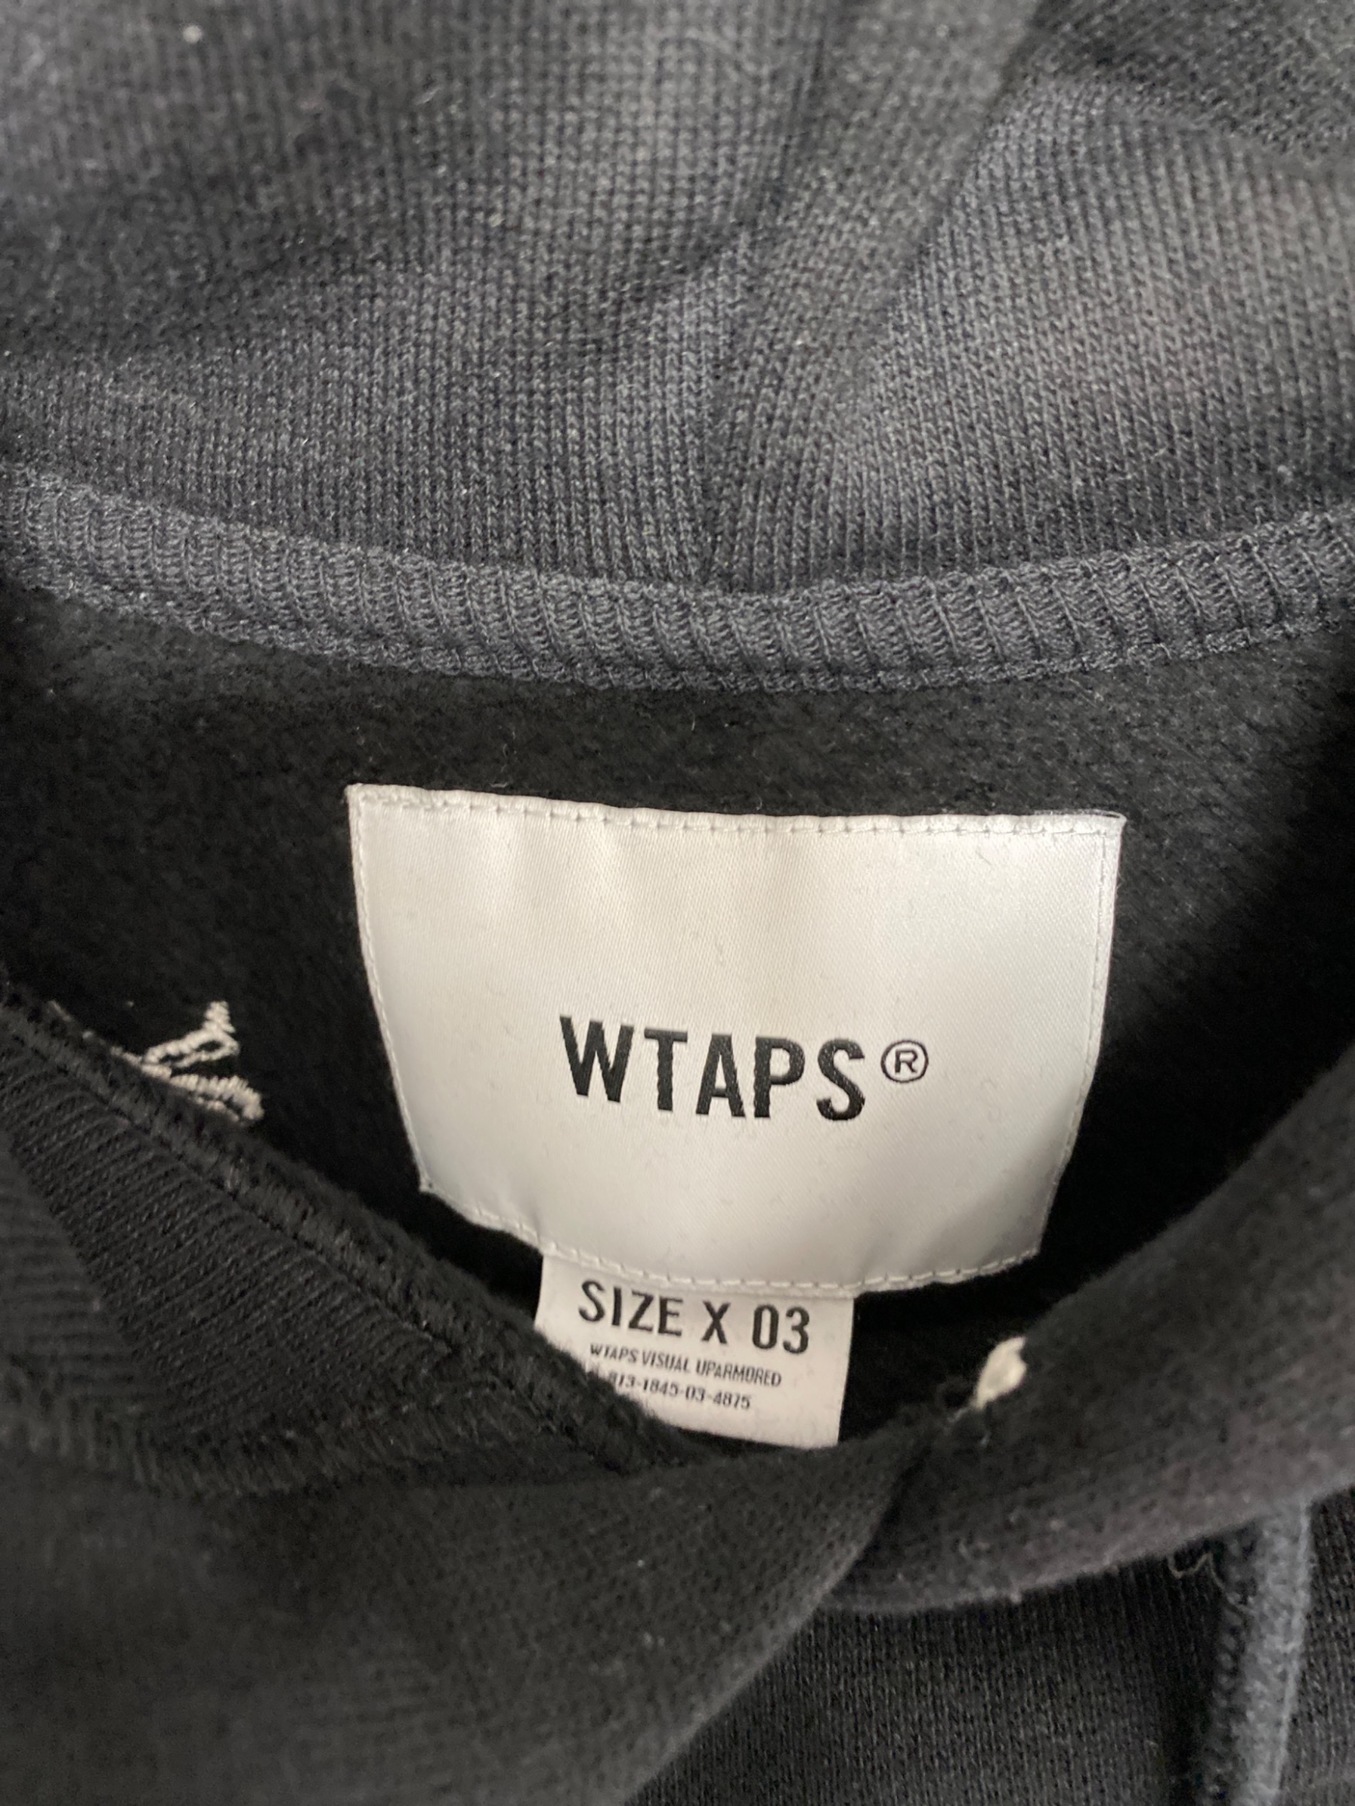 WTAPS®
SIZE X 03
WTAPS VISUAL UPARMORED
813-1845-03-4875